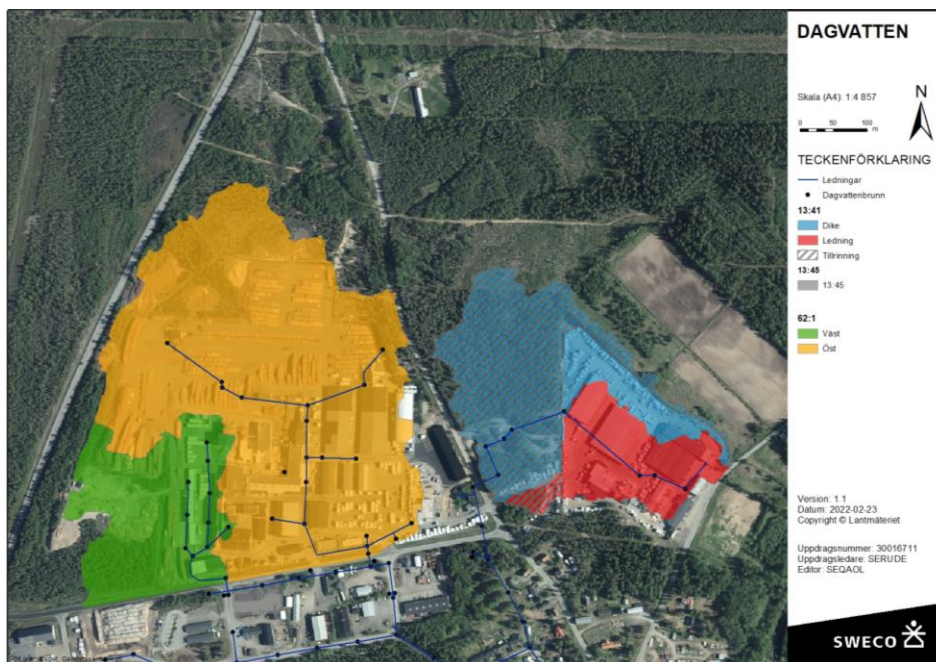 DAGVATTEN
Skala (A4): 1:4 857
N
0 50 100
m
TECKENFÖRKLARING
Ledningar
Dagvattenbrunn
13:41
Dike
Ledning
Tillrinning
13:45
13:45
62:1
Väst
Öst
Version: 1.1
Datum: 2022-02-23
Copyright © Lantmäteriet
Uppdragsnummer: 30016711
Uppdragsledare: SERUDE
Editor: SEQAOL
SWECO